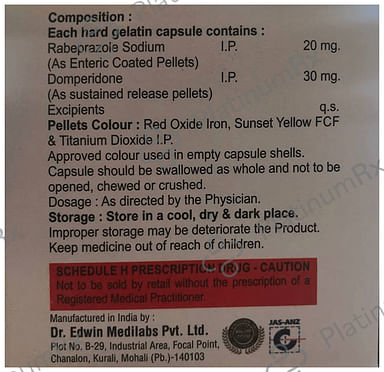 Composition :
Each hard gelatin capsule contains :
Rabeprazole Sodium I.P. 20 mg.
(As Enteric Coated Pellets)
Domperidone I.P. 30 mg.
(As sustained release pellets)
Excipients q.s.
Pellets Colour : Red Oxide Iron, Sunset Yellow FCF
& Titanium Dioxide I.P.
Approved colour used in empty capsule shells.
Capsule should be swallowed as whole and not to be
opened, chewed or crushed.
Dosage : As directed by the Physician.
Storage : Store in a cool, dry & dark place.
Improper storage may be deteriorate the Product.
Keep medicine out of reach of children.
SCHEDULE H PRESCRIPTION DRUG - CAUTION
Not to be sold by retail without the prescription of a
Registered Medical Practitioner.
Manufactured in India by :
Dr. Edwin Medilabs Pvt. Ltd.
Plot No. B-29, Industrial Area, Focal Point,
Chanalon, Kurali, Mohali (Pb.)-140103
JAS-ANZ
PlatinumRx